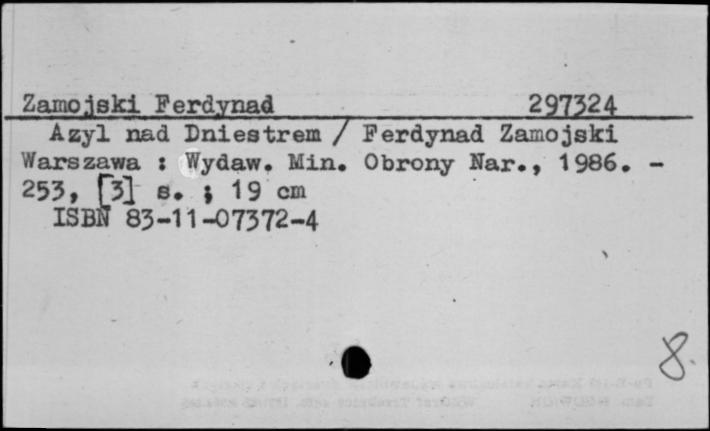 Zamojski Ferdynad 297324
Azyl nad Dniestrem / Ferdynad Zamojski
Warszawa : Wydaw. Min. Obrony Nar., 1986. -
253, [3] s. ; 19 cm
ISBN 83-11-07372-4
8.